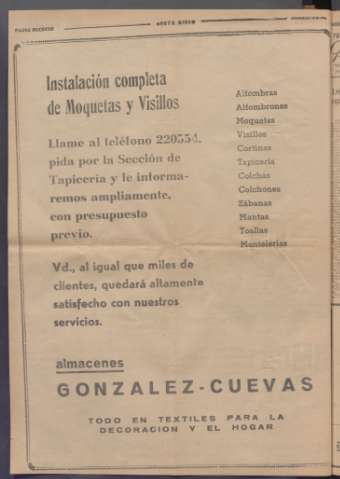 Instalación completa
de Moquetas y Visillos
Llame al teléfono 220554.
pida por la Sección de
Tapicería y le informa-
remos ampliamente,
con presupuesto
previo.
Vd., al igual que miles de
clientes, quedará altamente
satisfecho con nuestros
servicios.
Alfombras
Alfombrones
Moquetas
Visillos
Cortinas
Tapicería
Colchas
Colchones
Sábanas
Mantas
Toallas
Mantelerías
almacenes
GONZALEZ-CUEVAS
TODO EN TEXTILES PARA LA
DECORACION Y EL HOGAR